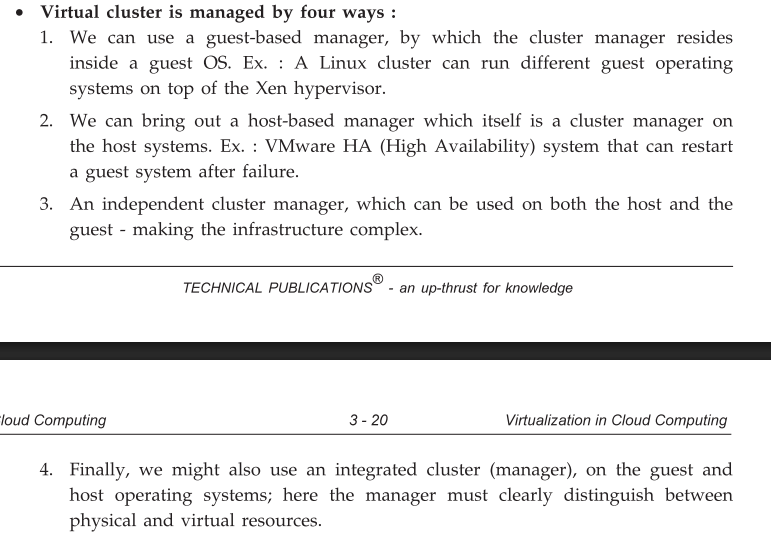 • Virtual cluster is managed by four ways :
1. We can use a guest-based manager, by which the cluster manager resides
inside a guest OS. Ex. : A Linux cluster can run different guest operating
systems on top of the Xen hypervisor.
2. We can bring out a host-based manager which itself is a cluster manager on
the host systems. Ex. : VMware HA (High Availability) system that can restart
a guest system after failure.
3. An independent cluster manager, which can be used on both the host and the
guest - making the infrastructure complex.
TECHNICAL PUBLICATIONS® - an up-thrust for knowledge
loud Computing 3 - 20 Virtualization in Cloud Computing
4. Finally, we might also use an integrated cluster (manager), on the guest and
host operating systems; here the manager must clearly distinguish between
physical and virtual resources.